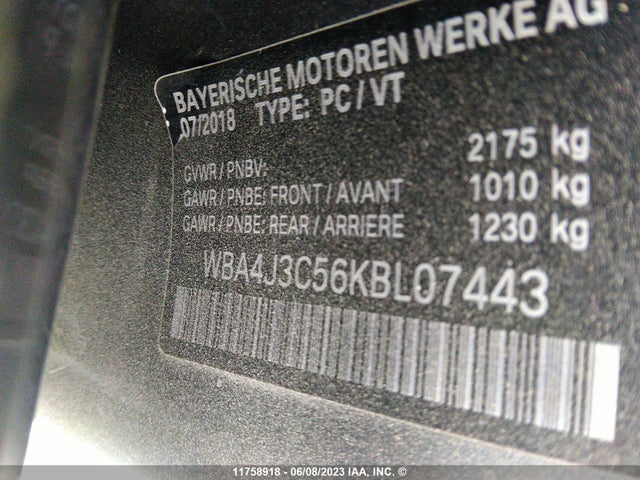 BAYERISCHE MOTOREN WERKE AG
07/2018 TYPE: PC / VT
GVWR / PNBV: 2175 kg
GAWR / PNBE: FRONT / AVANT 1010 kg
GAWR / PNBE: REAR / ARRIERE 1230 kg
WBA4J3C56KBL07443
11758918 - 06/08/2023 IAA, INC. ©